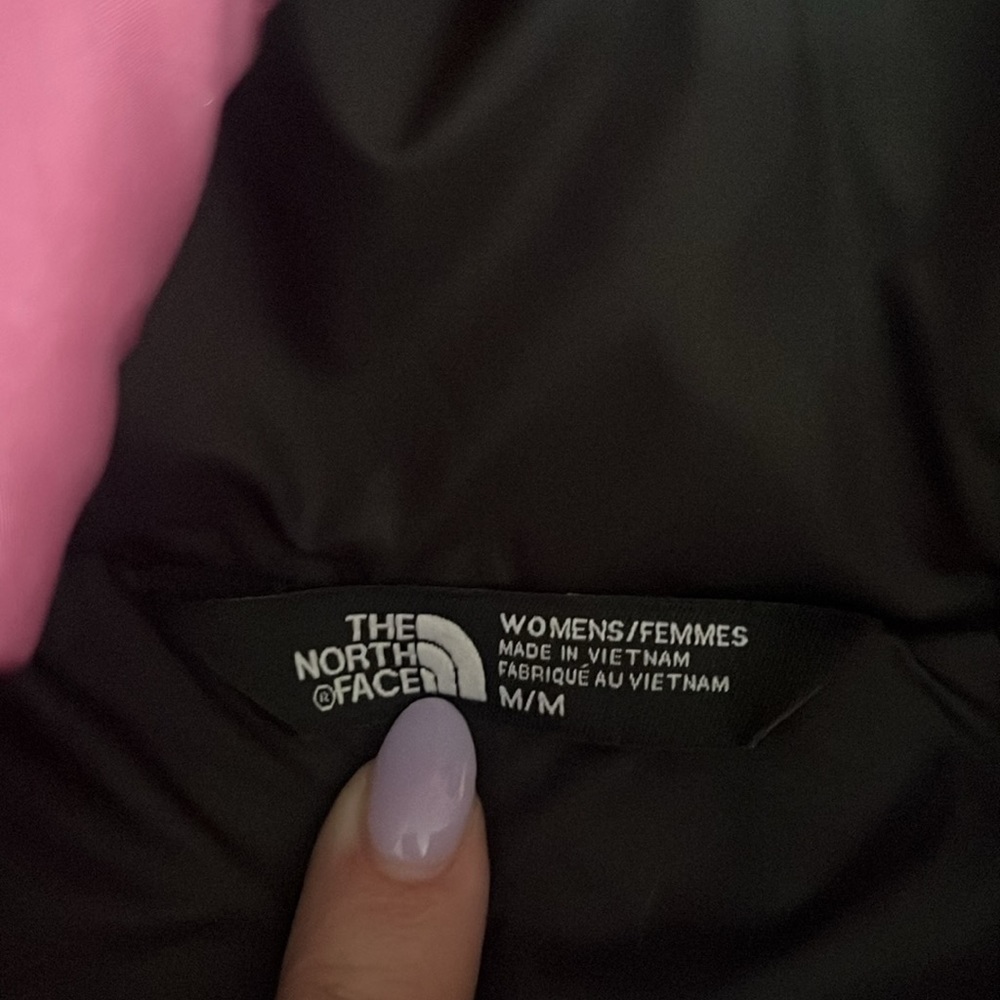 THE
NORTH
®FACE
WOMENS/FEMMES
MADE IN VIETNAM
FABRIQUÉ AU VIETNAM
M/M